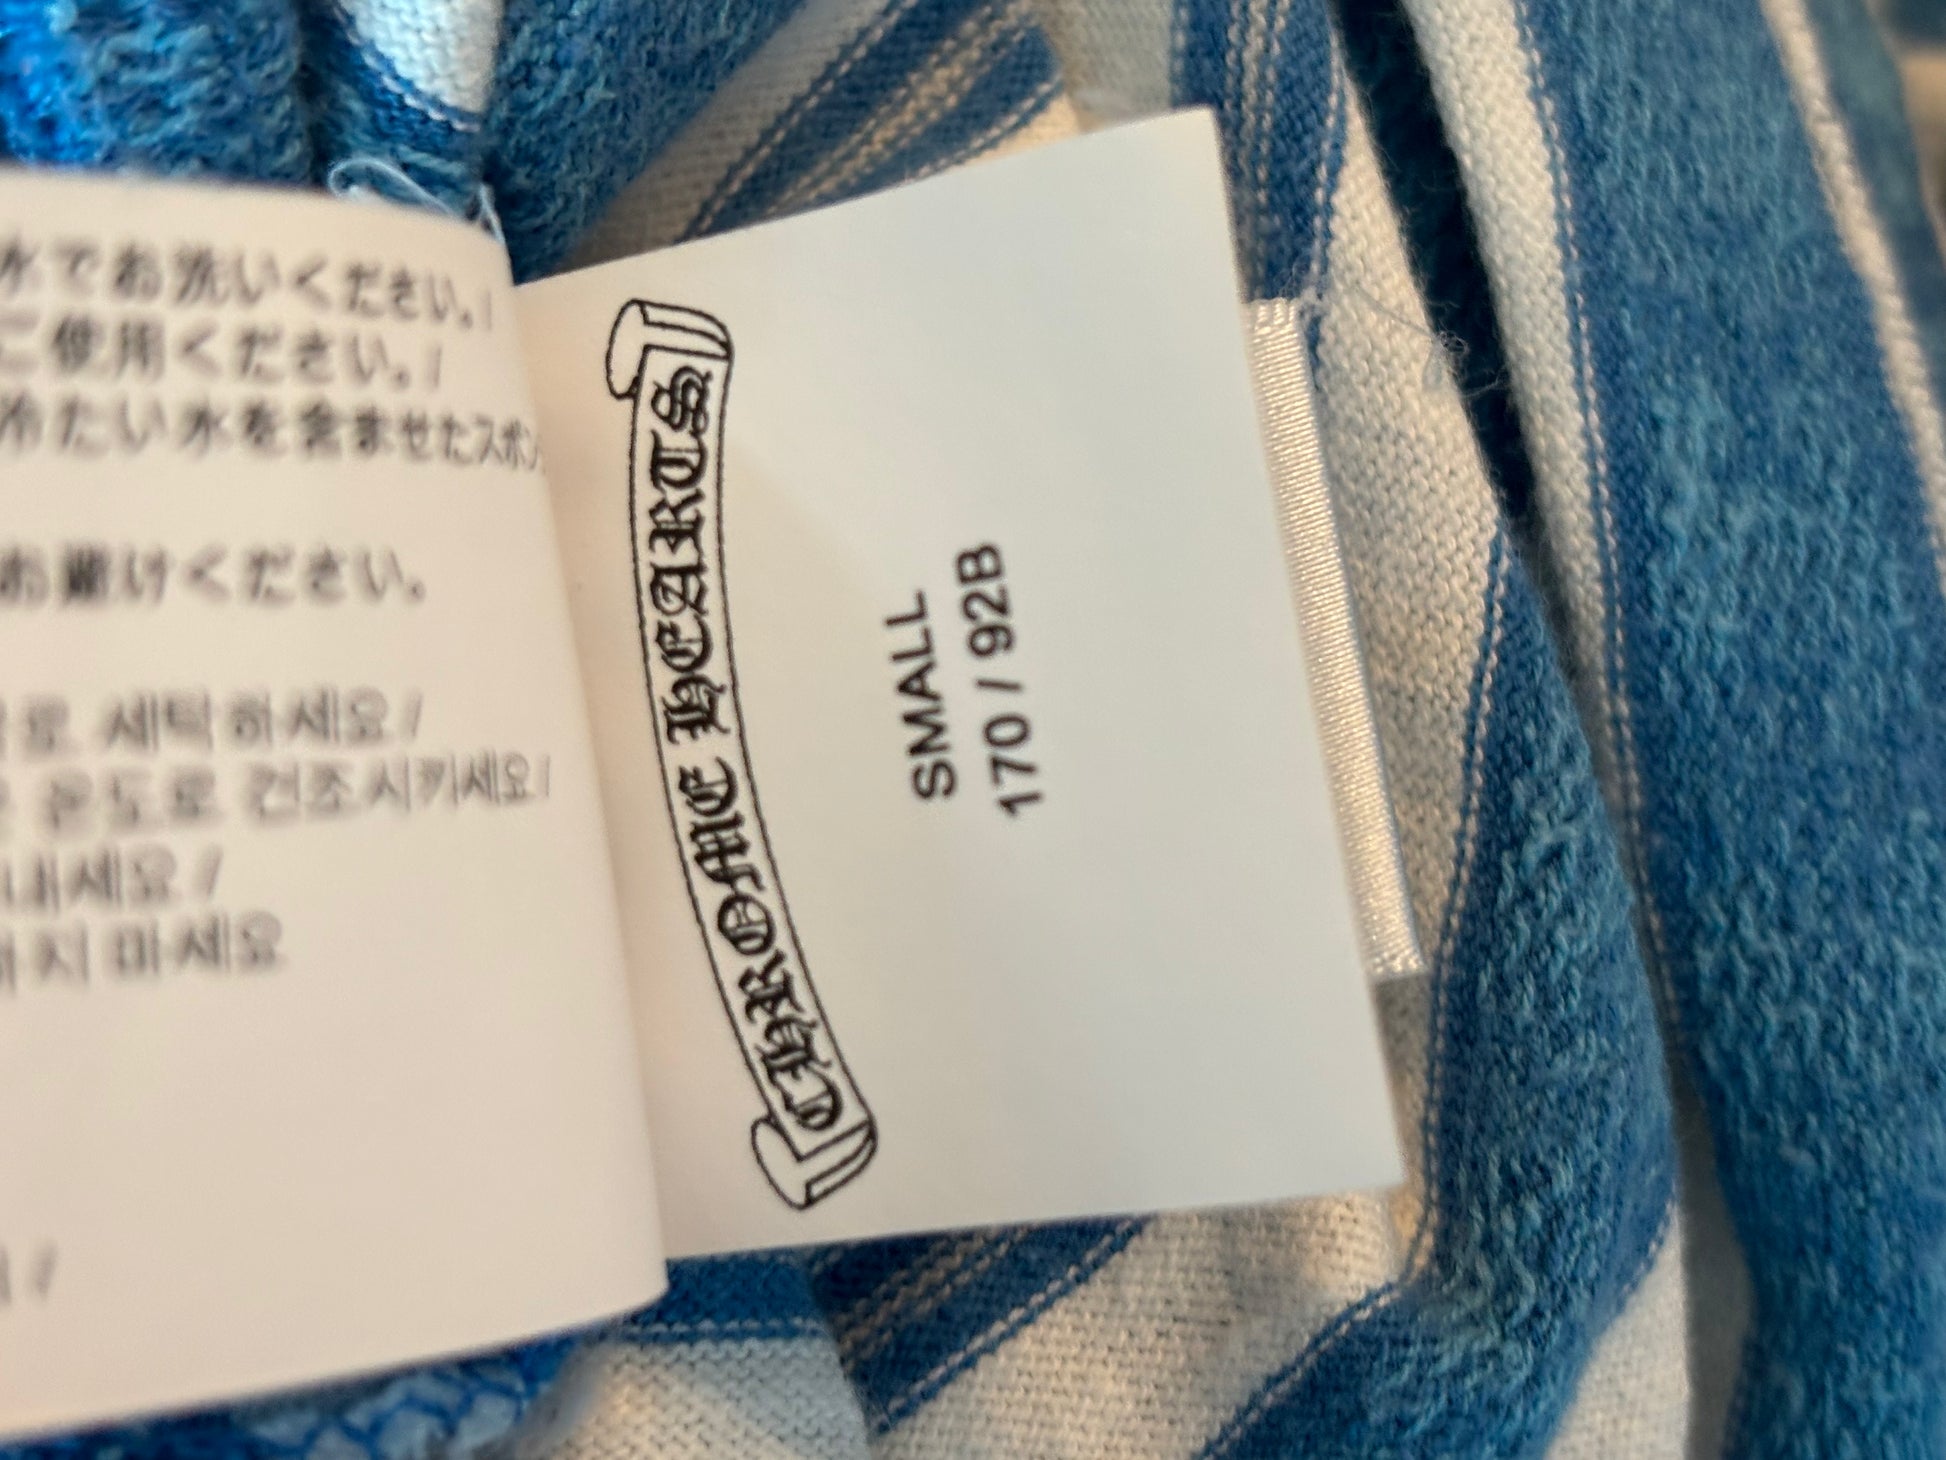 水でお洗いください。/
ご使用ください。/
冷たい水を含ませたスポン
お避けください。
로 세탁하세요 /
온도로 건조시키세요 /
내세요 /
하지 마세요
/
CHROME HEARTS
SMALL
170 / 92B